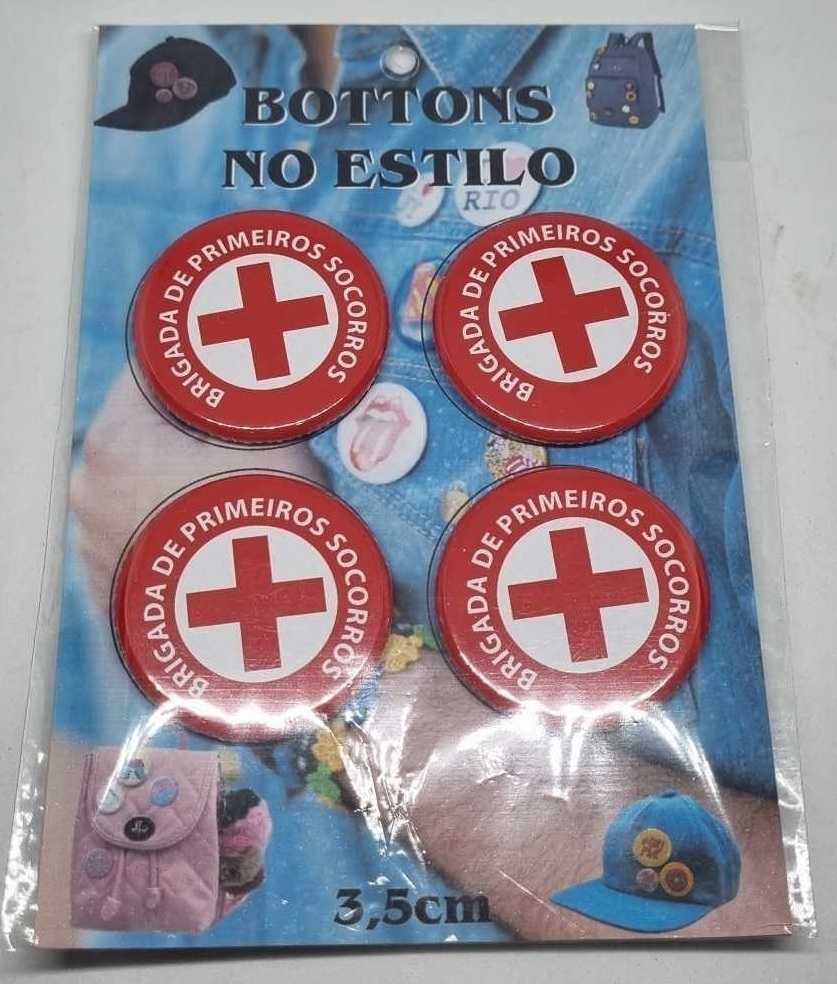 BOTTONS
NO ESTILO
RIO
BRIGADA DE PRIMEIROS SOCORROS
BRIGADA DE PRIMEIROS SOCORROS
BRIGADA DE PRIMEIROS SOCORROS
BRIGADA DE PRIMEIROS SOCORROS
3,5cm